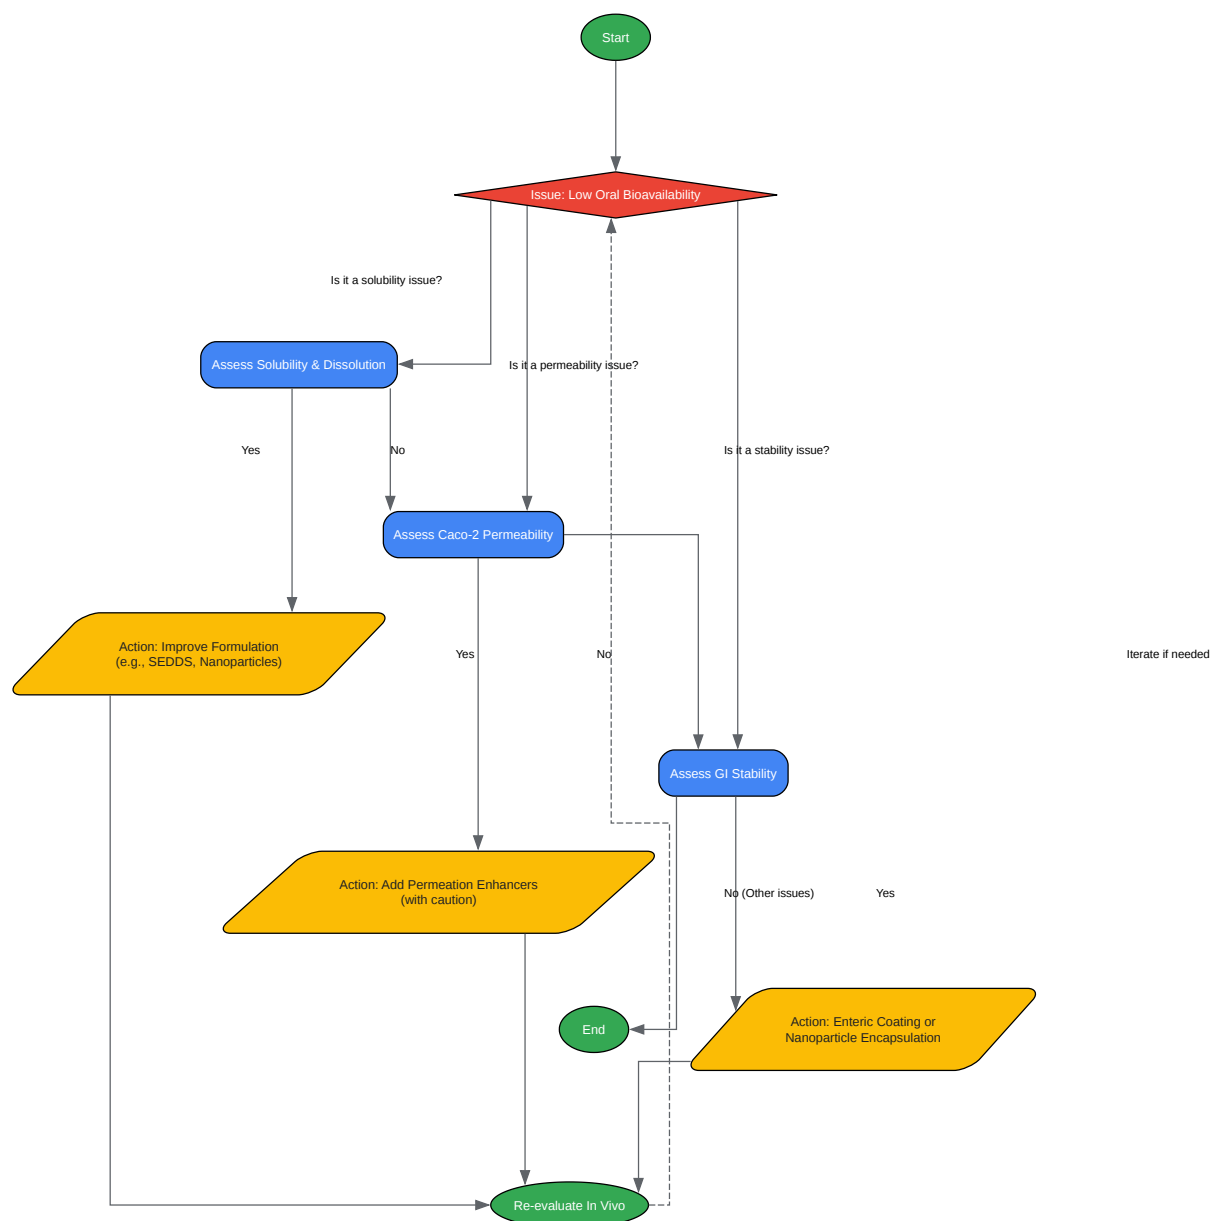 Start
Issue: Low Oral Bioavailability
Is it a solubility issue?
Assess Solubility & Dissolution
Is it a permeability issue?
Yes
No
Is it a stability issue?
Assess Caco-2 Permeability
Action: Improve Formulation
(e.g., SEDDS, Nanoparticles)
Yes
No
Iterate if needed
Assess GI Stability
Action: Add Permeation Enhancers
(with caution)
No (Other issues)
Yes
End
Action: Enteric Coating or
Nanoparticle Encapsulation
Re-evaluate In Vivo